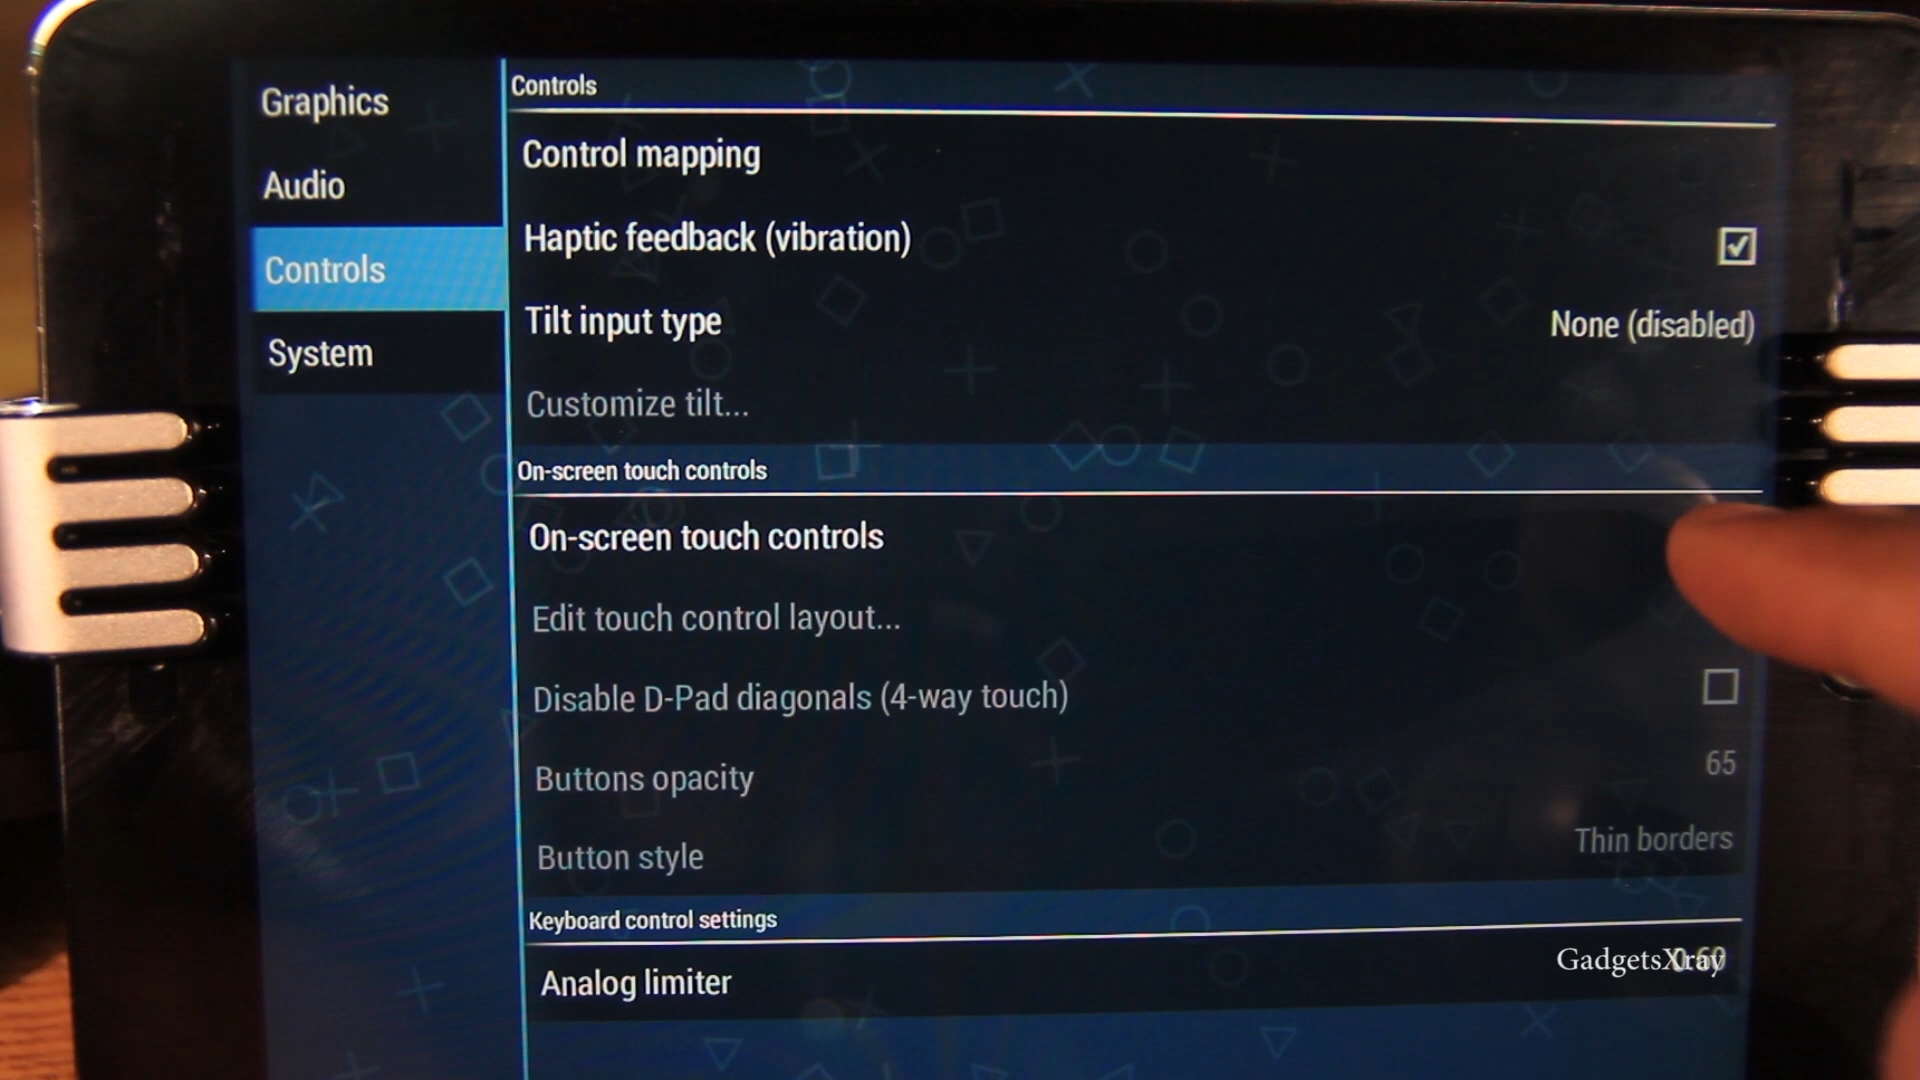 Graphics
Audio
Controls
System
Controls
Control mapping
Haptic feedback (vibration)
Tilt input type
None (disabled)
Customize tilt...
On-screen touch controls
On-screen touch controls
Edit touch control layout...
Disable D-Pad diagonals (4-way touch)
Buttons opacity
65
Button style
Thin borders
Keyboard control settings
Analog limiter
GadgetsXray